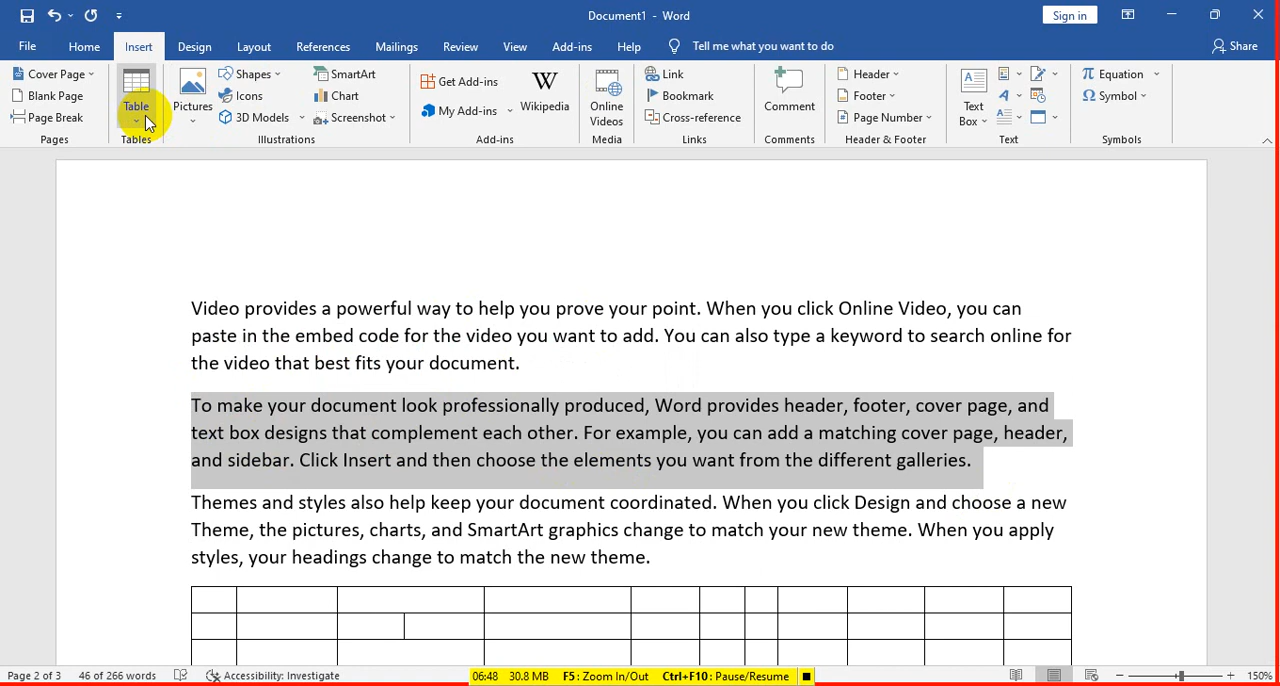 Document1 - Word
Sign in
File Home Insert Design Layout References Mailings Review View Add-ins Help Tell me what you want to do Share
Cover Page
Blank Page
Page Break
Pages
Table
Tables
Pictures
Shapes
Icons
3D Models
SmartArt
Chart
Screenshot
Illustrations
Get Add-ins
My Add-ins
Wikipedia
Add-ins
Online
Videos
Media
Link
Bookmark
Cross-reference
Links
Comment
Comments
Header
Footer
Page Number
Header & Footer
Text
Box
Text
Equation
Symbol
Symbols
Video provides a powerful way to help you prove your point. When you click Online Video, you can
paste in the embed code for the video you want to add. You can also type a keyword to search online for
the video that best fits your document.
To make your document look professionally produced, Word provides header, footer, cover page, and
text box designs that complement each other. For example, you can add a matching cover page, header,
and sidebar. Click Insert and then choose the elements you want from the different galleries.
Themes and styles also help keep your document coordinated. When you click Design and choose a new
Theme, the pictures, charts, and SmartArt graphics change to match your new theme. When you apply
styles, your headings change to match the new theme.
Page 2 of 3 46 of 266 words Accessibility: Investigate 06:48 30.8 MB F5: Zoom In/Out Ctrl+F10: Pause/Resume 150%